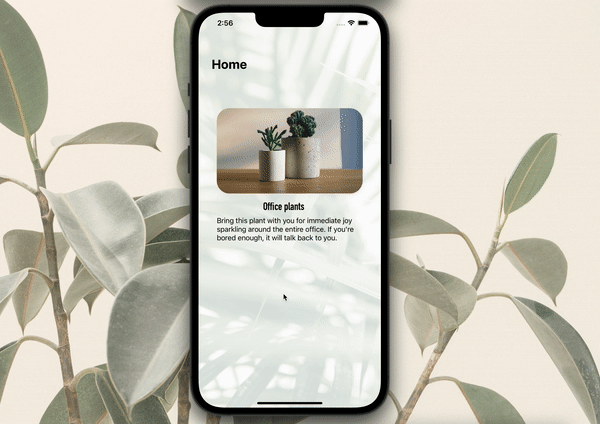 2:56
Home
Office plants
Bring this plant with you for immediate joy
sparkling around the entire office. If you're
bored enough, it will talk back to you.